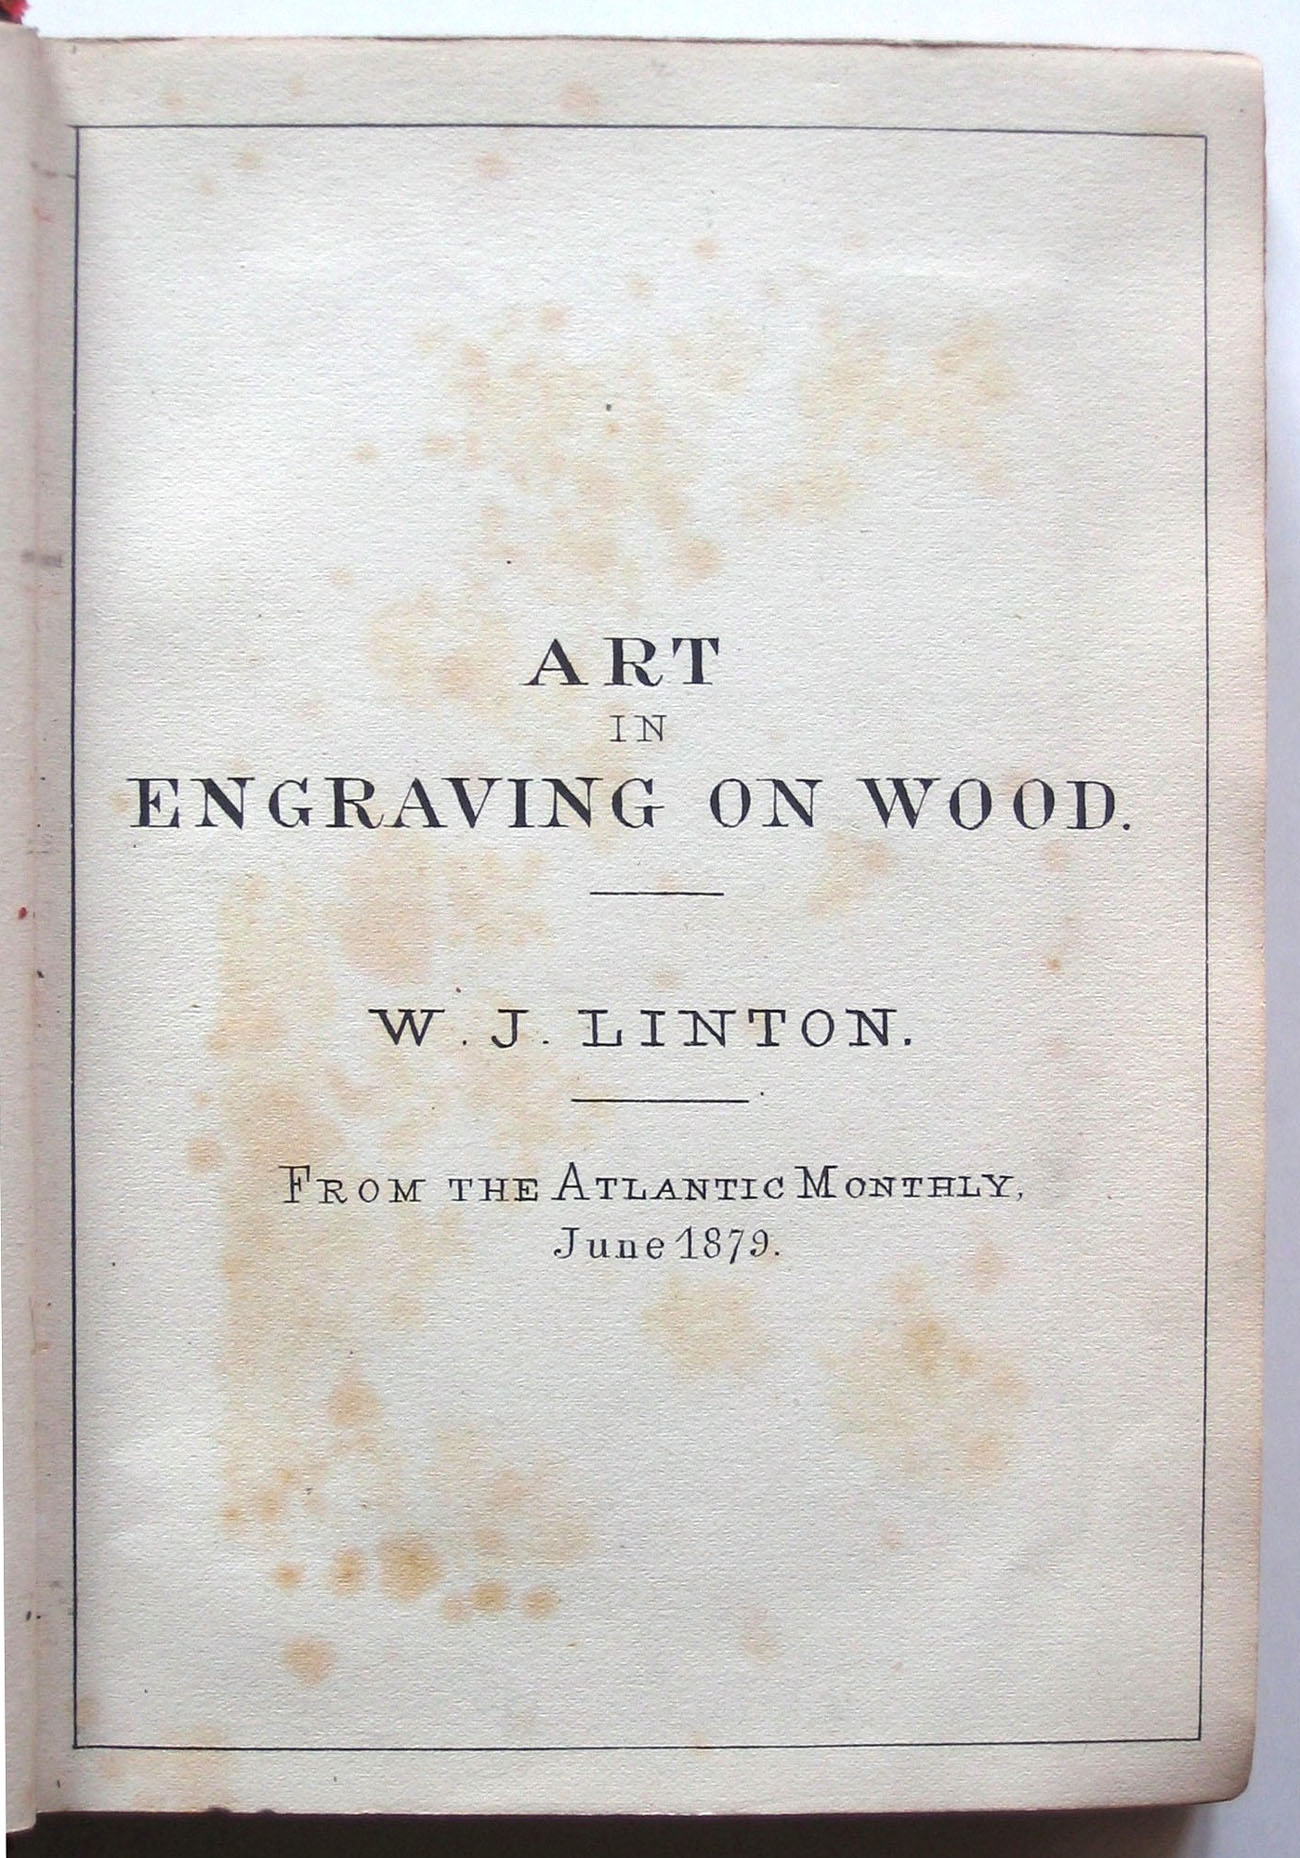 ART
IN
ENGRAVING ON WOOD.
W. J. LINTON.
FROM THE ATLANTIC MONTHLY,
June 1879.